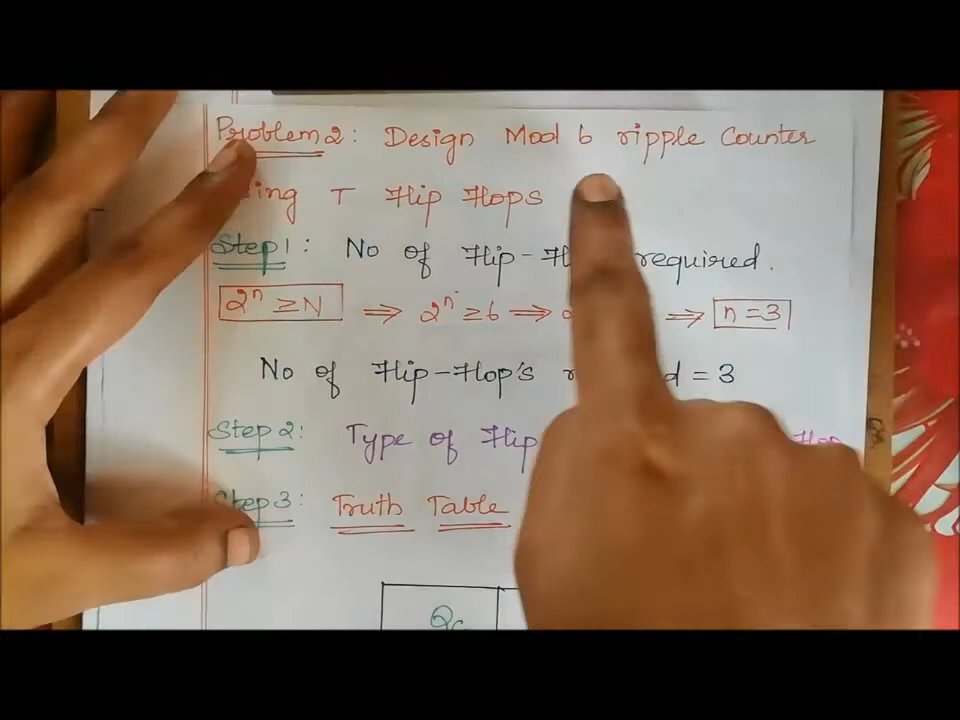 Problem 2: Design Mod 6 ripple Counter
T Flip Flops
Step 1: No of Flip- required.
2ⁿ ≥ N ⇒ 2ⁿ ≥ 6 ⇒ ⇒ n = 3
No of Flip-Flop's = 3
Step 2: Type of Flip
Step 3: Truth Table
Qc